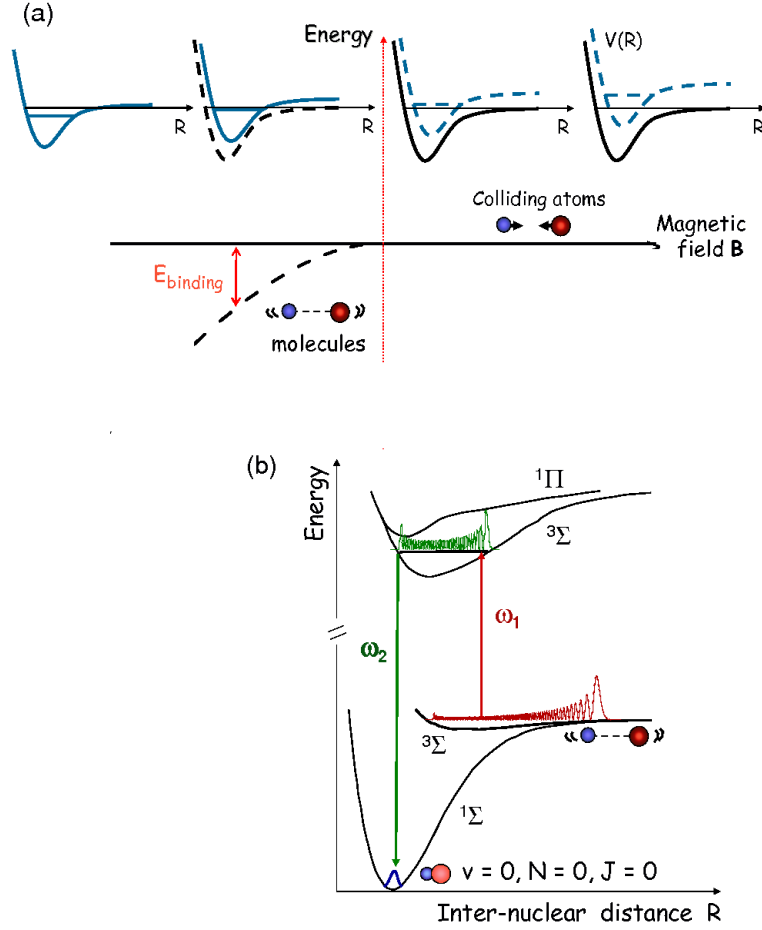 (a)
Energy
V(R)
R
R
R
R
Colliding atoms
Magnetic
field B
E_binding
molecules
(b)
Energy
¹Π
³Σ
ω₂
ω₁
³Σ
¹Σ
v = 0, N = 0, J = 0
Inter-nuclear distance R